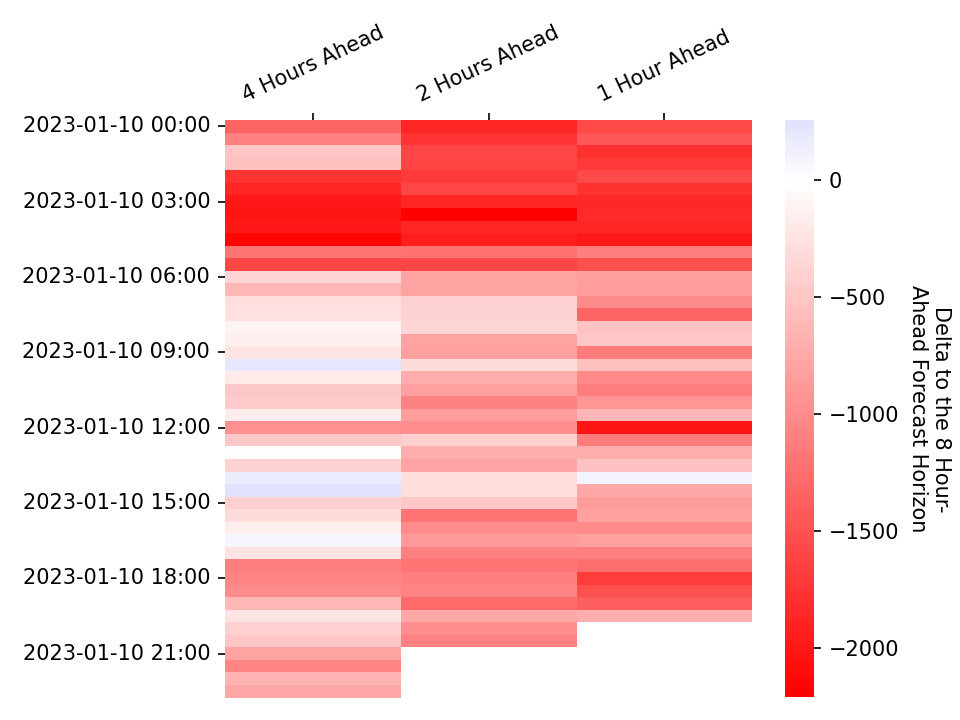 4 Hours Ahead
2 Hours Ahead
1 Hour Ahead
2023-01-10 00:00
2023-01-10 03:00
2023-01-10 06:00
2023-01-10 09:00
2023-01-10 12:00
2023-01-10 15:00
2023-01-10 18:00
2023-01-10 21:00
0
−500
−1000
−1500
−2000
Delta to the 8 Hour-
Ahead Forecast Horizon